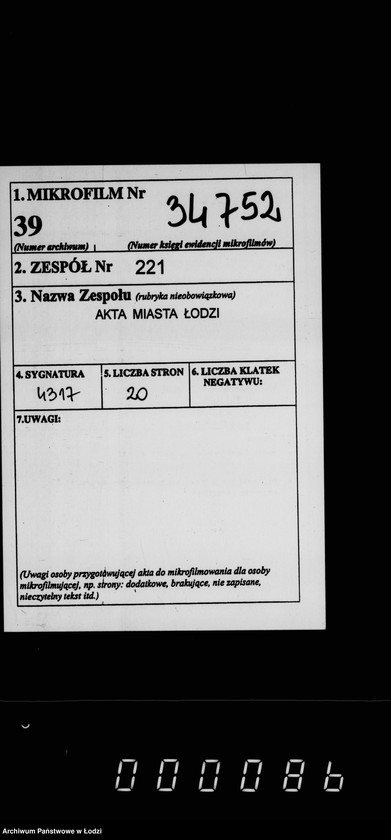 1. MIKROFILM Nr
34752
39
(Numer archiwum) (Numer księgi ewidencji mikrofilmów)
2. ZESPÓŁ Nr 221
3. Nazwa Zespołu (rubryka nieobowiązkowa)
AKTA MIASTA ŁODZI
4. SYGNATURA 5. LICZBA STRON 6. LICZBA KLATEK
NEGATYWU:
4317 20
7.UWAGI:
(Uwagi osoby przygotowującej akta do mikrofilmowania dla osoby
mikrofilmującej, np. strony: dodatkowe, brakujące, nie zapisane,
nieczytelny tekst itd.)
000086
Archiwum Państwowe w Łodzi